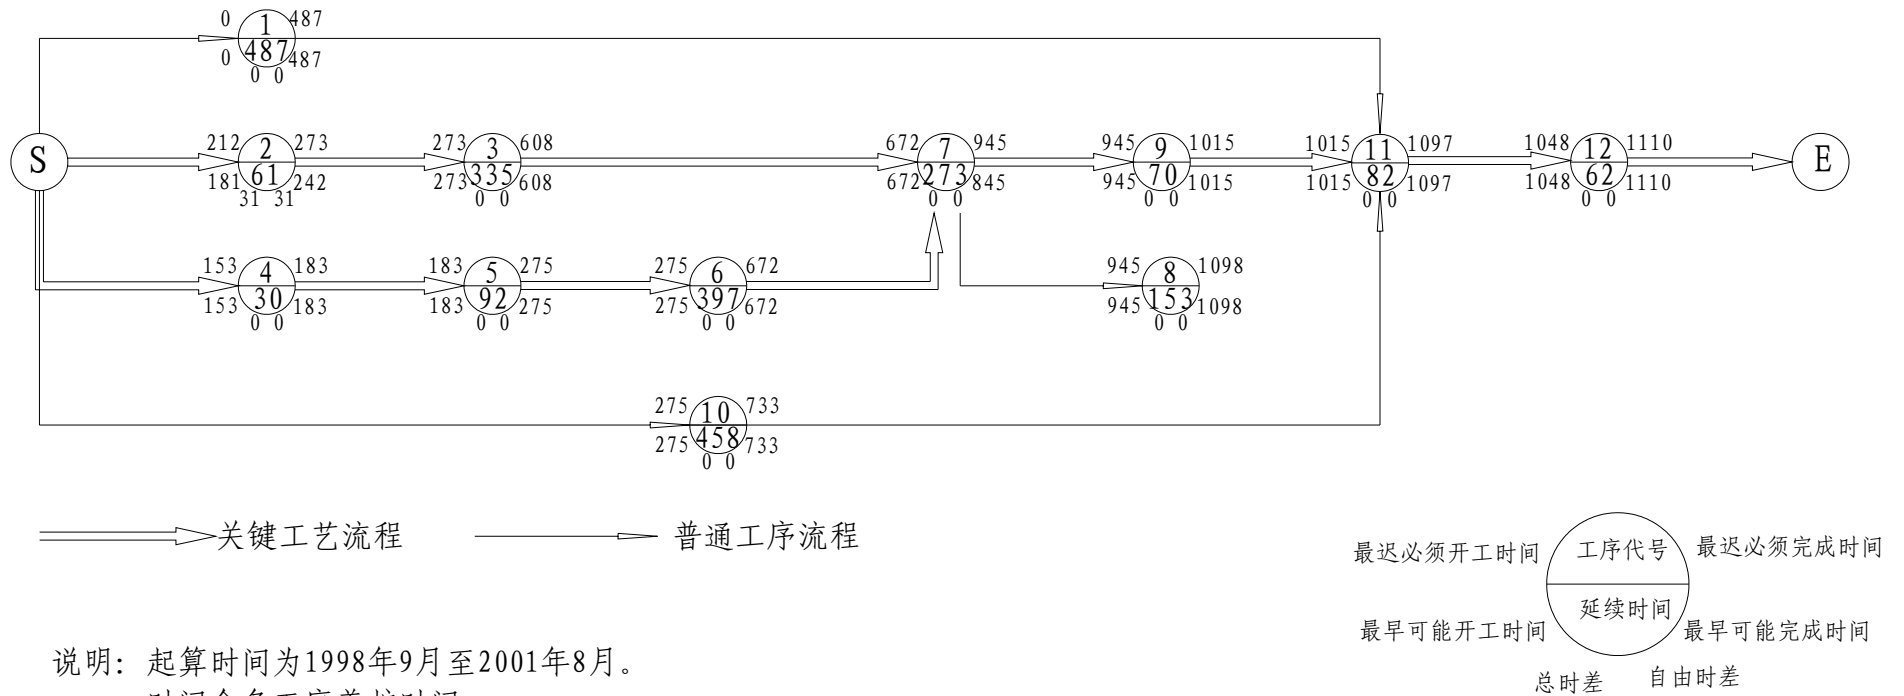 0 1 487
0 487 487
0 0
S
212 2 273
181 61 242
31 31
273 3 608
273 335 608
0 0
672 7 945
672 273 845
0 0
945 9 1015
945 70 1015
0 0
1015 11 1097
1015 82 1097
0 0
1048 12 1110
1048 62 1110
0 0
E
153 4 183
153 30 183
0 0
183 5 275
183 92 275
0 0
275 6 672
275 397 672
0 0
945 8 1098
945 153 1098
0 0
275 10 733
275 458 733
0 0
关键工艺流程
普通工序流程
最迟必须开工时间 工序代号 最迟必须完成时间
延续时间
最早可能开工时间 最早可能完成时间
总时差 自由时差
说明：起算时间为1998年9月至2001年8月。